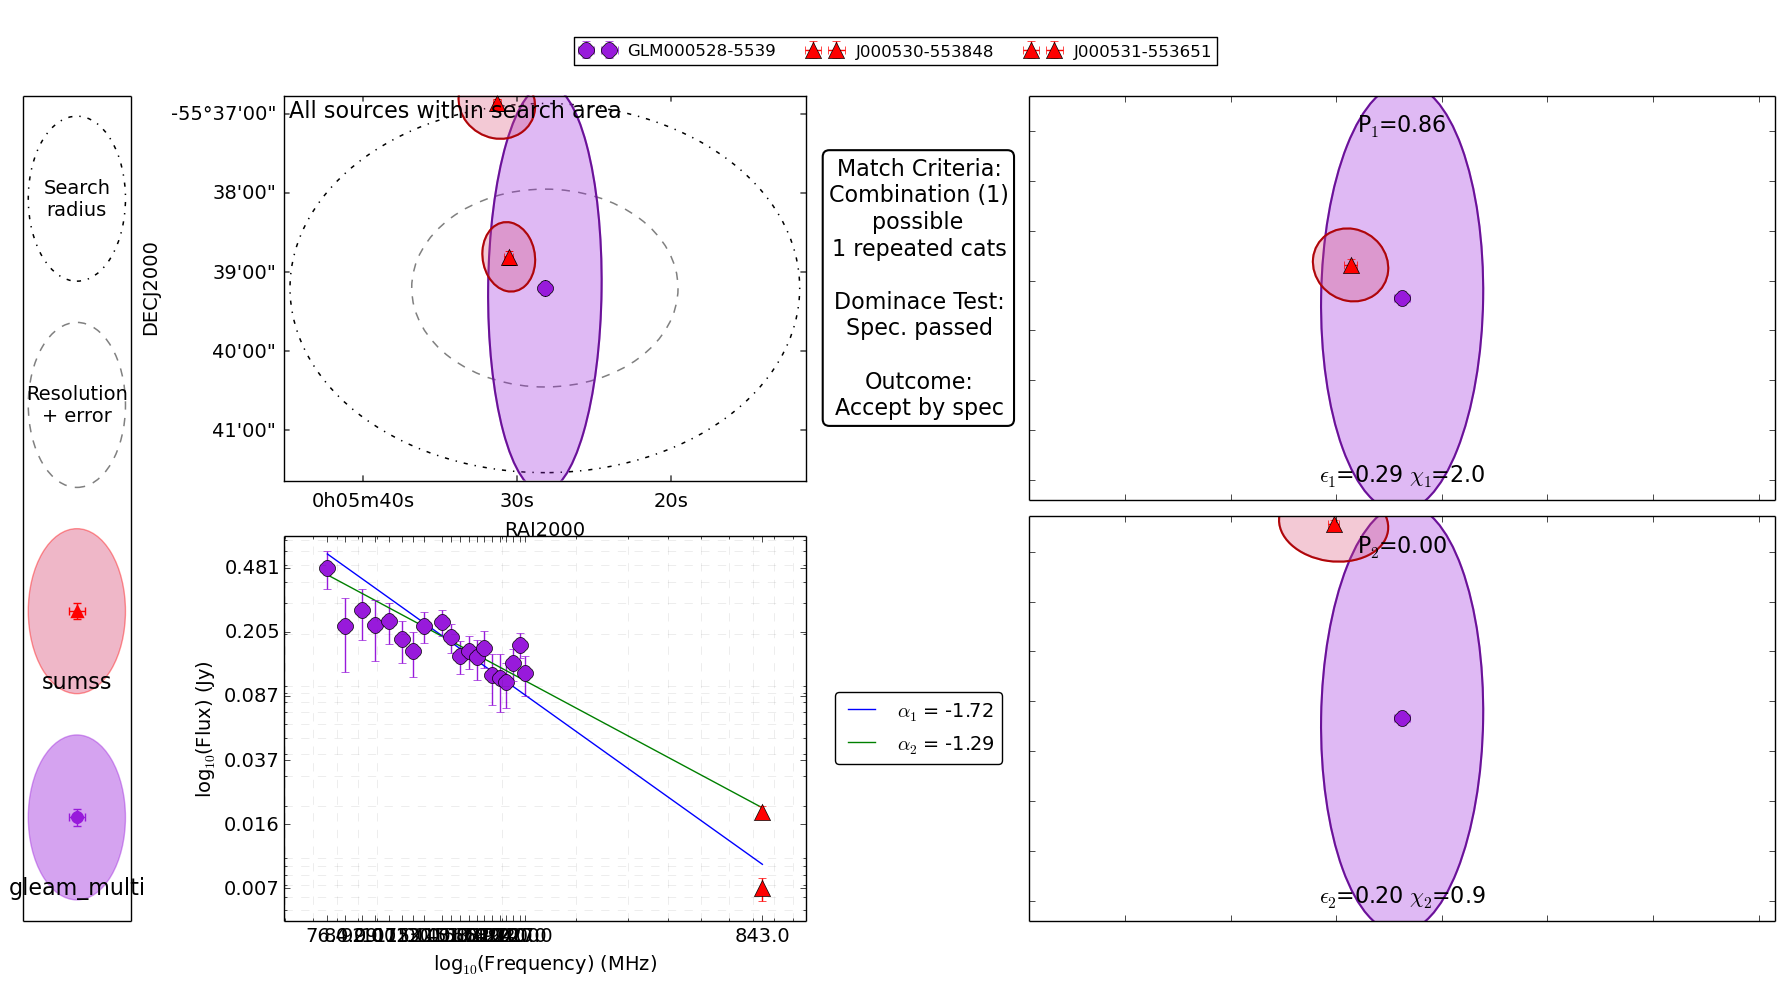 GLM000528-5539
J000530-553848
J000531-553651
Search
radius
Resolution
+ error
sumss
gleam_multi
All sources within search area
-55°37'00"
38'00"
39'00"
40'00"
41'00"
DECJ2000
0h05m40s
30s
20s
RAJ2000
Match Criteria:
Combination (1)
possible
1 repeated cats
Dominace Test:
Spec. passed
Outcome:
Accept by spec
P1=0.86
ϵ1=0.29 χ1=2.0
P2=0.00
ϵ2=0.20 χ2=0.9
0.481
0.205
0.087
0.037
0.016
0.007
log10(Flux) (Jy)
843.0
log10(Frequency) (MHz)
α1 = -1.72
α2 = -1.29